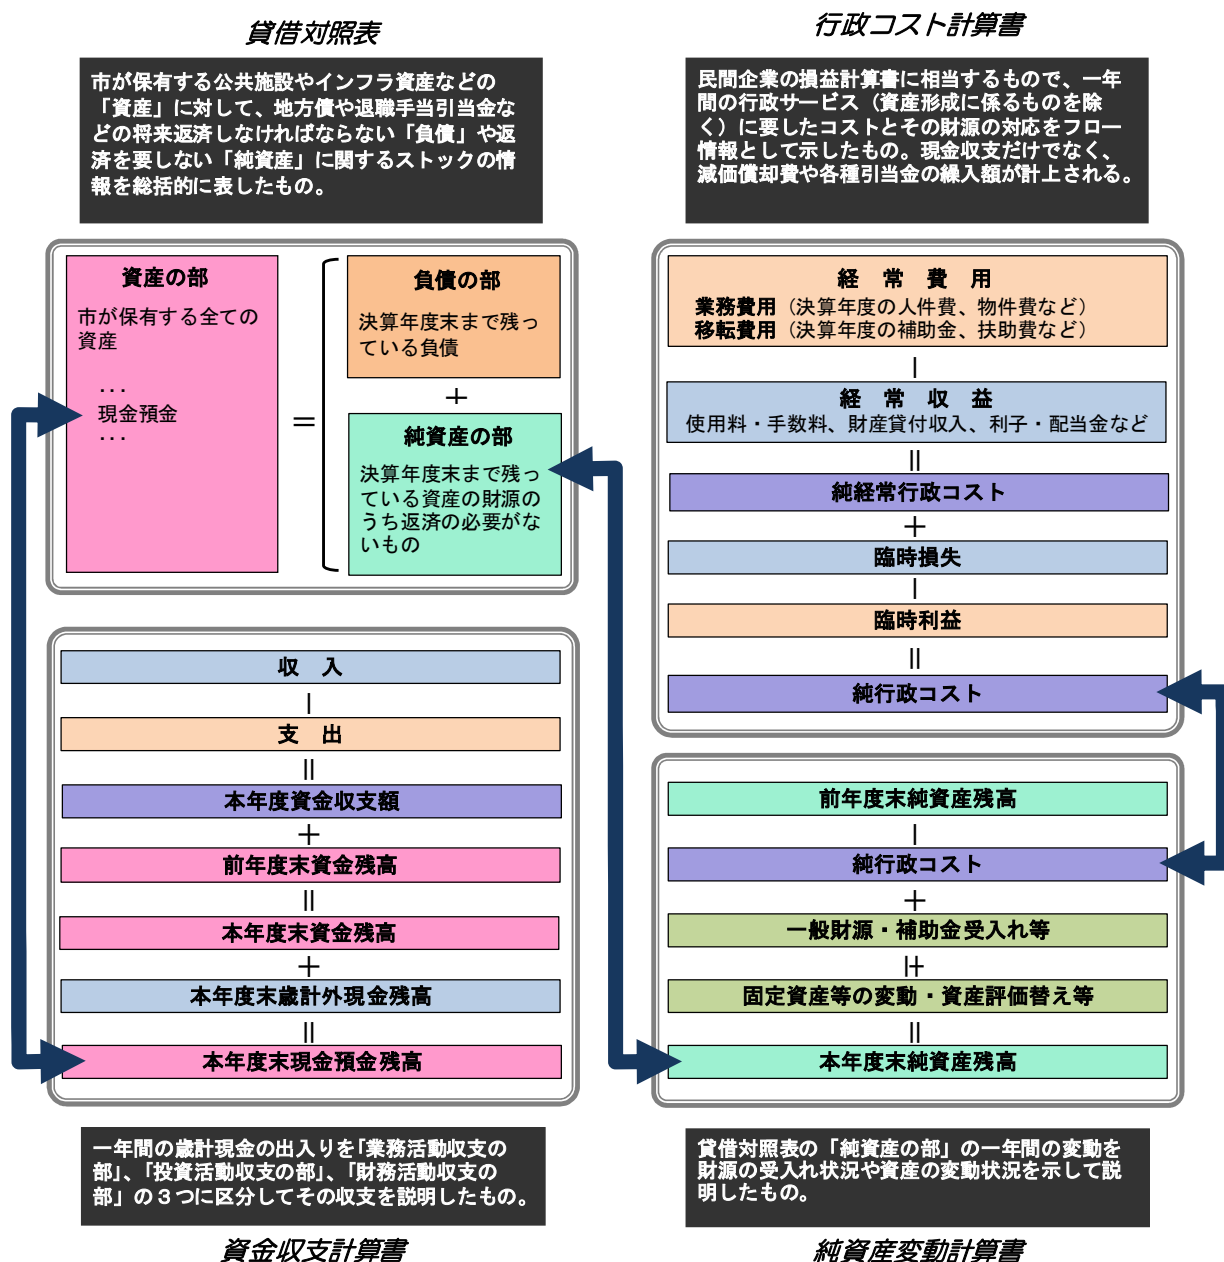 貸借対照表
市が保有する公共施設やインフラ資産などの
「資産」に対して、地方債や退職手当引当金な
どの将来返済しなければならない「負債」や返
済を要しない「純資産」に関するストックの情
報を総括的に表したもの。
資産の部
市が保有する全ての
資産
...
現金預金
...
＝
負債の部
決算年度末まで残っ
ている負債
＋
純資産の部
決算年度末まで残っ
ている資産の財源の
うち返済の必要がな
いもの
行政コスト計算書
民間企業の損益計算書に相当するもので、一年
間の行政サービス（資産形成に係るものを除
く）に要したコストとその財源の対応をフロー
情報として示したもの。現金収支だけでなく、
減価償却費や各種引当金の繰入額が計上される。
経　常　費　用
業務費用（決算年度の人件費、物件費など）
移転費用（決算年度の補助金、扶助費など）
｜
経　常　収　益
使用料・手数料、財産貸付収入、利子・配当金など
||
純経常行政コスト
＋
臨時損失
｜
臨時利益
||
純行政コスト
収　入
｜
支　出
||
本年度資金収支額
＋
前年度末資金残高
||
本年度末資金残高
＋
本年度末歳計外現金残高
||
本年度末現金預金残高
一年間の歳計現金の出入りを「業務活動収支の
部」、「投資活動収支の部」、「財務活動収支の
部」の３つに区分してその収支を説明したもの。
資金収支計算書
前年度末純資産残高
｜
純行政コスト
＋
一般財源・補助金受入れ等
|＋
固定資産等の変動・資産評価替え等
||
本年度末純資産残高
貸借対照表の「純資産の部」の一年間の変動を
財源の受入れ状況や資産の変動状況を示して説
明したもの。
純資産変動計算書